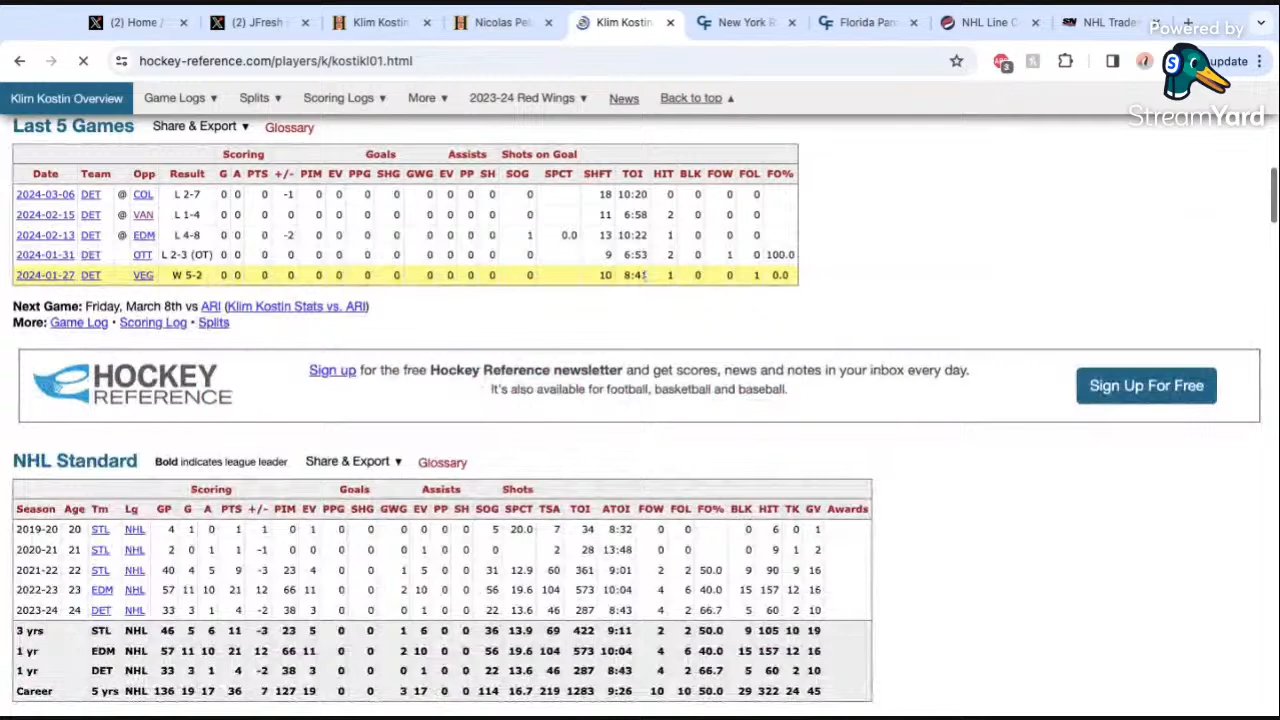 (2) Home /
(2) JFresh
Klim Kostin
Nicolas Pe
Klim Kostin
New York R
Florida Pan
NHL Line C
NHL Trade
Powered by
hockey-reference.com/players/k/kostikl01.html
update
StreamYard
Klim Kostin Overview Game Logs ▼ Splits ▼ Scoring Logs ▼ More ▼ 2023-24 Red Wings ▼ News Back to top ▲
Last 5 Games Share & Export ▼ Glossary
Scoring Goals Assists Shots on Goal
Date Team Opp Result G A PTS +/- PIM EV PPG SHG GWG EV PP SH SOG SPCT SHFT TOI HIT BLK FOW FOL FO%
2024-03-06 DET @ COL L 2-7 0 0 0 -1 0 0 0 0 0 0 0 0 0 18 10:20 0 0 0 0
2024-02-15 DET @ VAN L 1-4 0 0 0 0 0 0 0 0 0 0 0 0 0 11 6:58 2 0 0 0
2024-02-13 DET @ EDM L 4-8 0 0 0 -2 0 0 0 0 0 0 0 0 1 0.0 13 10:22 1 0 0 0
2024-01-31 DET OTT L 2-3 (OT) 0 0 0 0 0 0 0 0 0 0 0 0 0 9 6:53 2 0 1 0 100.0
2024-01-27 DET VEG W 5-2 0 0 0 0 0 0 0 0 0 0 0 0 0 10 1 0 0 1 0.0
Next Game: Friday, March 8th vs ARI (Klim Kostin Stats vs. ARI)
More: Game Log • Scoring Log • Splits
HOCKEY REFERENCE
Sign up for the free Hockey Reference newsletter and get scores, news and notes in your inbox every day.
It's also available for football, basketball and baseball.
Sign Up For Free
NHL Standard Bold indicates league leader Share & Export ▼ Glossary
Scoring Goals Assists Shots
Season Age Tm Lg GP G A PTS +/- PIM EV PPG SHG GWG EV PP SH SOG SPCT TSA TOI ATOI FOW FOL FO% BLK HIT TK GV Awards
2019-20 20 STL NHL 4 1 0 1 1 0 1 0 0 0 0 0 0 5 20.0 7 34 8:32 0 0 0 6 0 1
2020-21 21 STL NHL 2 0 1 1 -1 0 0 0 0 0 1 0 0 0 2 28 13:48 0 0 0 9 1 2
2021-22 22 STL NHL 40 4 5 9 -3 23 4 0 0 1 5 0 0 31 12.9 60 361 9:01 2 2 50.0 9 90 9 16
2022-23 23 EDM NHL 57 11 10 21 12 66 11 0 0 2 10 0 0 56 19.6 104 573 10:04 4 6 40.0 15 157 12 16
2023-24 24 DET NHL 33 3 1 4 -2 38 3 0 0 0 1 0 0 22 13.6 46 287 8:43 4 2 66.7 5 60 2 10
3 yrs STL NHL 46 5 6 11 -3 23 5 0 0 1 6 0 0 36 13.9 69 422 9:11 2 2 50.0 9 105 10 19
1 yr EDM NHL 57 11 10 21 12 66 11 0 0 2 10 0 0 56 19.6 104 573 10:04 4 6 40.0 15 157 12 16
1 yr DET NHL 33 3 1 4 -2 38 3 0 0 0 1 0 0 22 13.6 46 287 8:43 4 2 66.7 5 60 2 10
Career 5 yrs NHL 136 19 17 36 7 127 19 0 0 3 17 0 0 114 16.7 219 1283 9:26 10 10 50.0 29 322 24 45